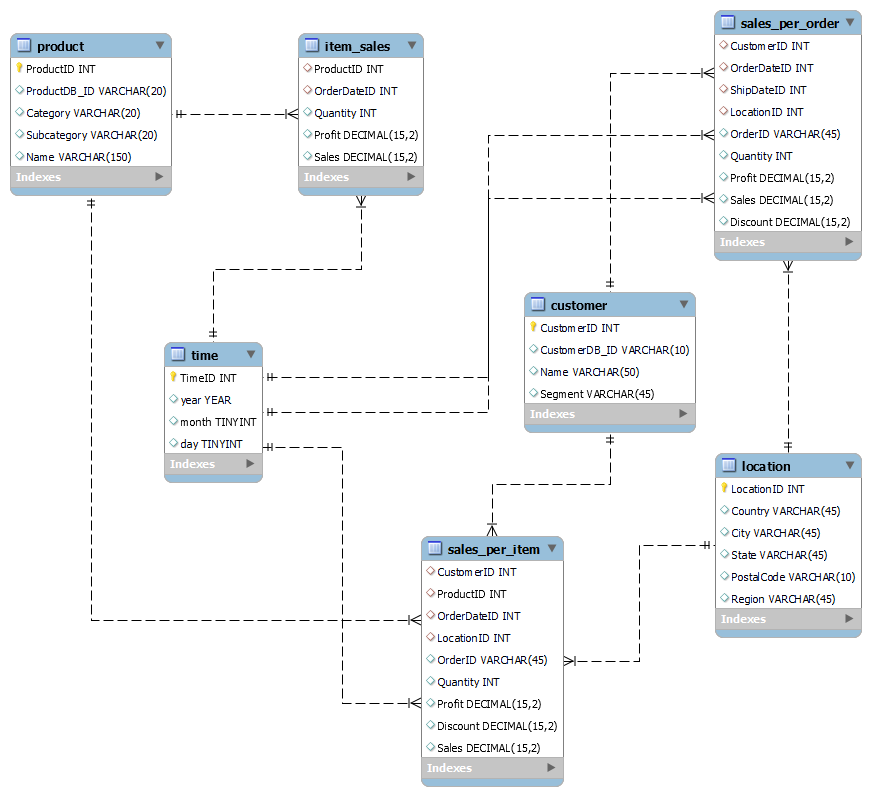 product
ProductID INT
ProductDB_ID VARCHAR(20)
Category VARCHAR(20)
Subcategory VARCHAR(20)
Name VARCHAR(150)
Indexes
item_sales
ProductID INT
OrderDateID INT
Quantity INT
Profit DECIMAL(15,2)
Sales DECIMAL(15,2)
Indexes
sales_per_order
CustomerID INT
OrderDateID INT
ShipDateID INT
LocationID INT
OrderID VARCHAR(45)
Quantity INT
Profit DECIMAL(15,2)
Sales DECIMAL(15,2)
Discount DECIMAL(15,2)
Indexes
time
TimeID INT
year YEAR
month TINYINT
day TINYINT
Indexes
customer
CustomerID INT
CustomerDB_ID VARCHAR(10)
Name VARCHAR(50)
Segment VARCHAR(45)
Indexes
location
LocationID INT
Country VARCHAR(45)
City VARCHAR(45)
State VARCHAR(45)
PostalCode VARCHAR(10)
Region VARCHAR(45)
Indexes
sales_per_item
CustomerID INT
ProductID INT
OrderDateID INT
LocationID INT
OrderID VARCHAR(45)
Quantity INT
Profit DECIMAL(15,2)
Discount DECIMAL(15,2)
Sales DECIMAL(15,2)
Indexes